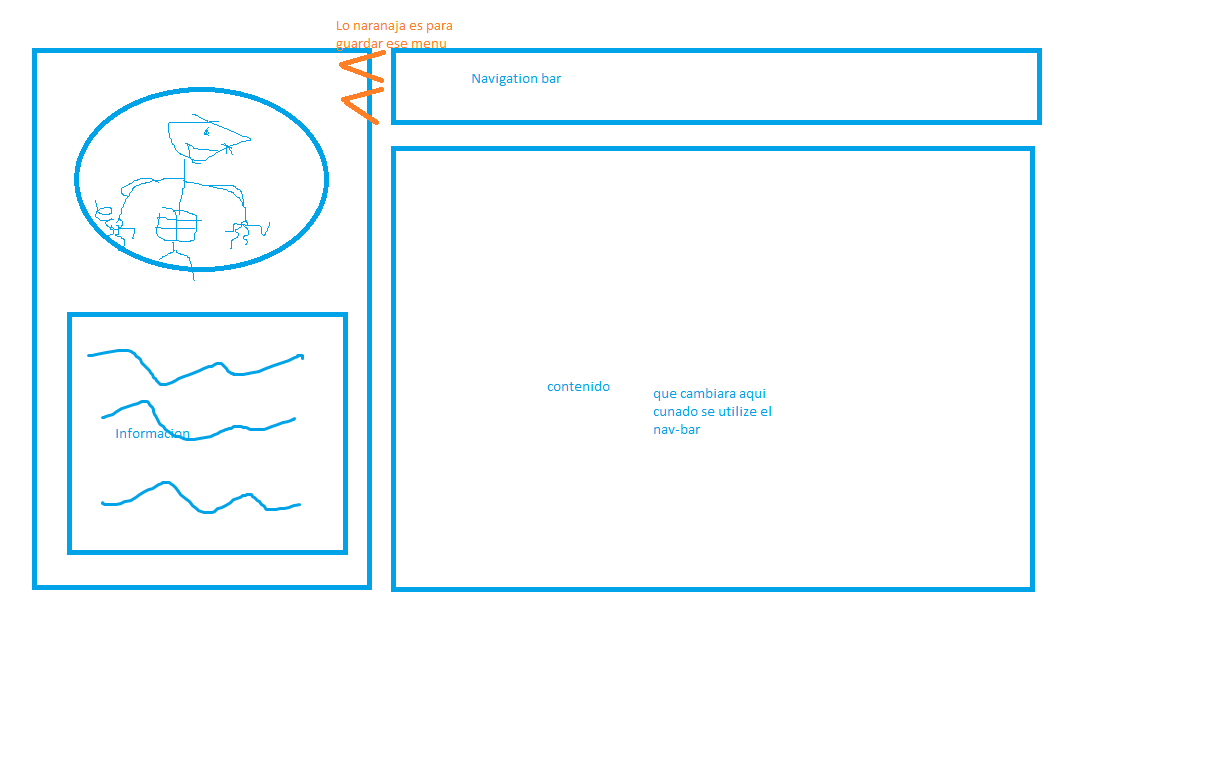 Lo naranaja es para
guardar ese menu
Navigation bar
contenido
que cambiara aqui
cunado se utilize el
nav-bar
Informacion